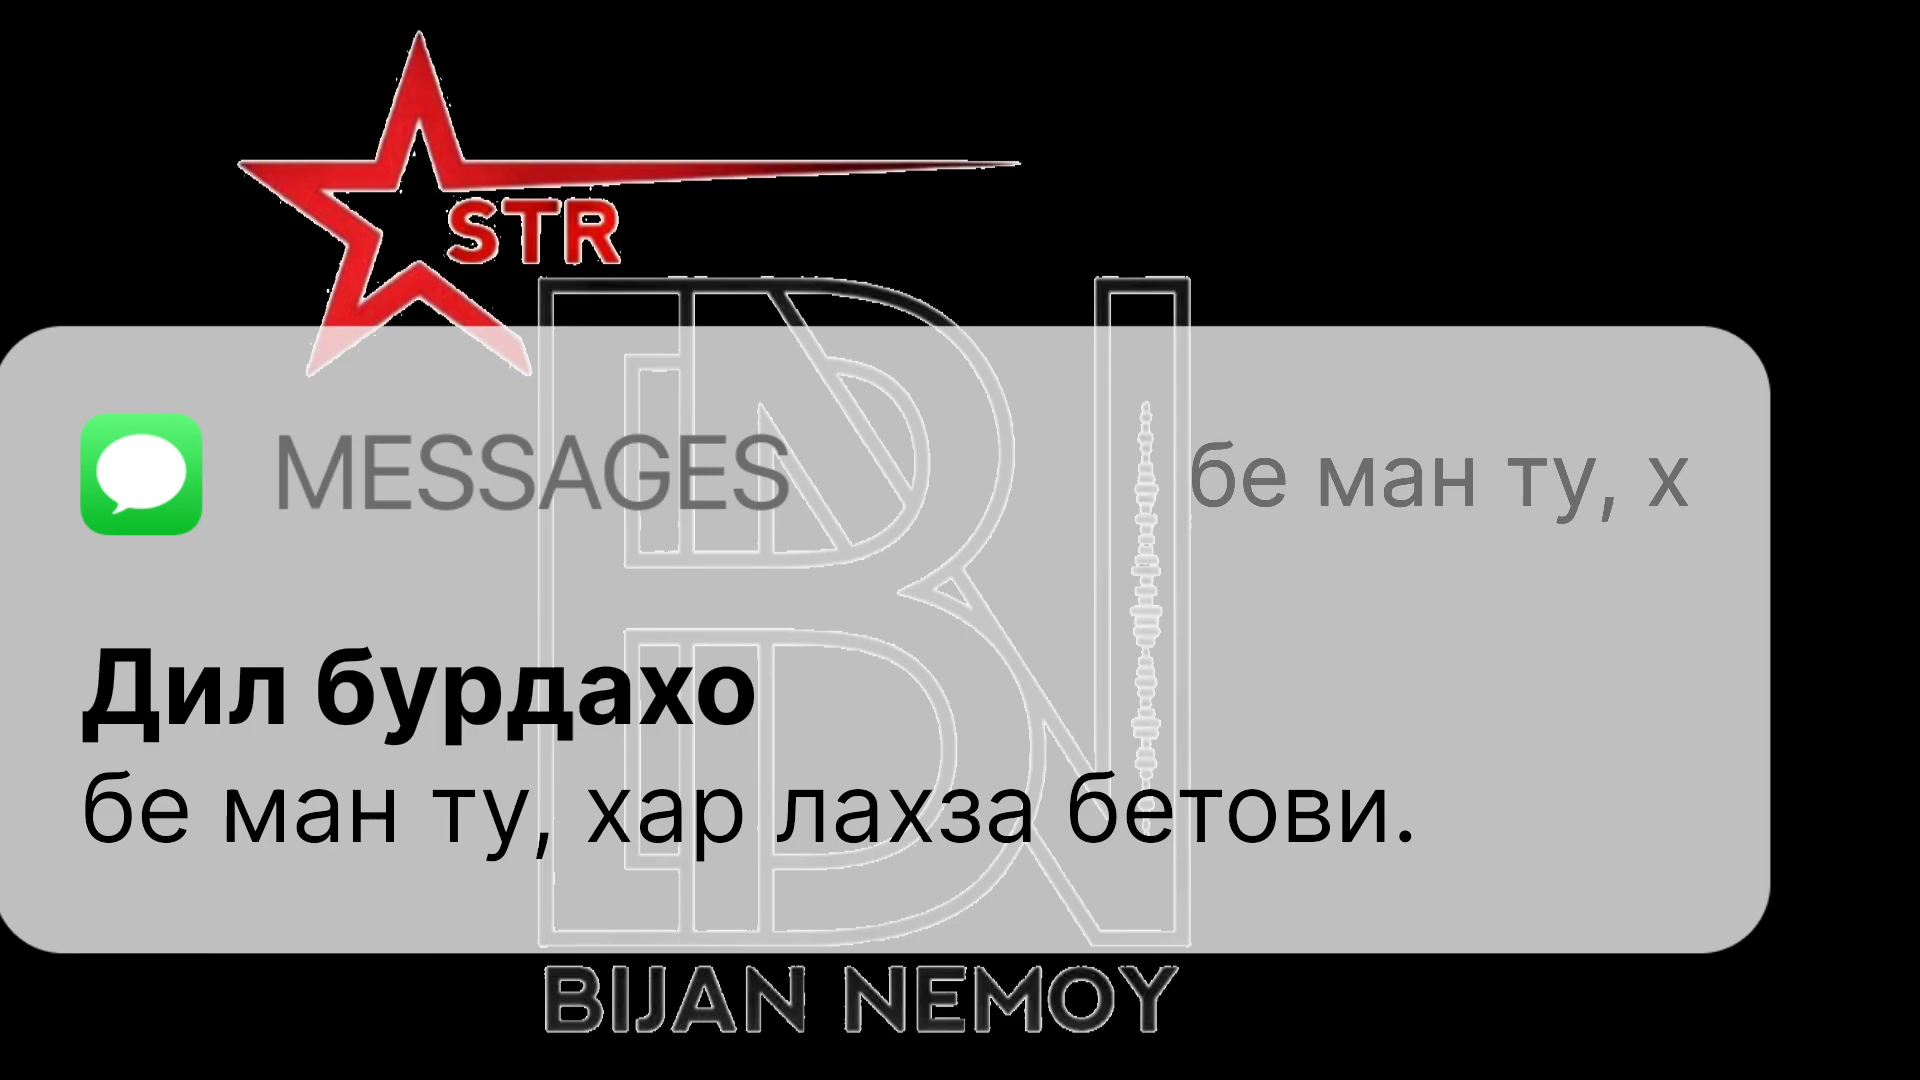 STR
MESSAGES
бе ман ту, х
Дил бурдахо
бе ман ту, хар лахза бетови.
BIJAN NEMOY